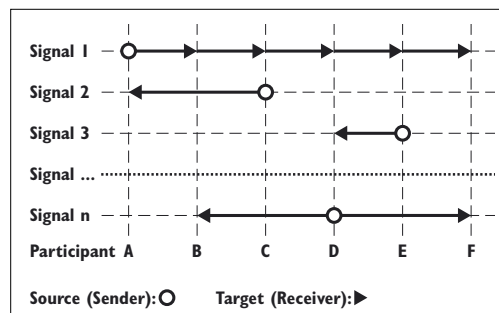 Signal 1
Signal 2
Signal 3
Signal ...
Signal n
Participant A B C D E F
Source (Sender): Target (Receiver):